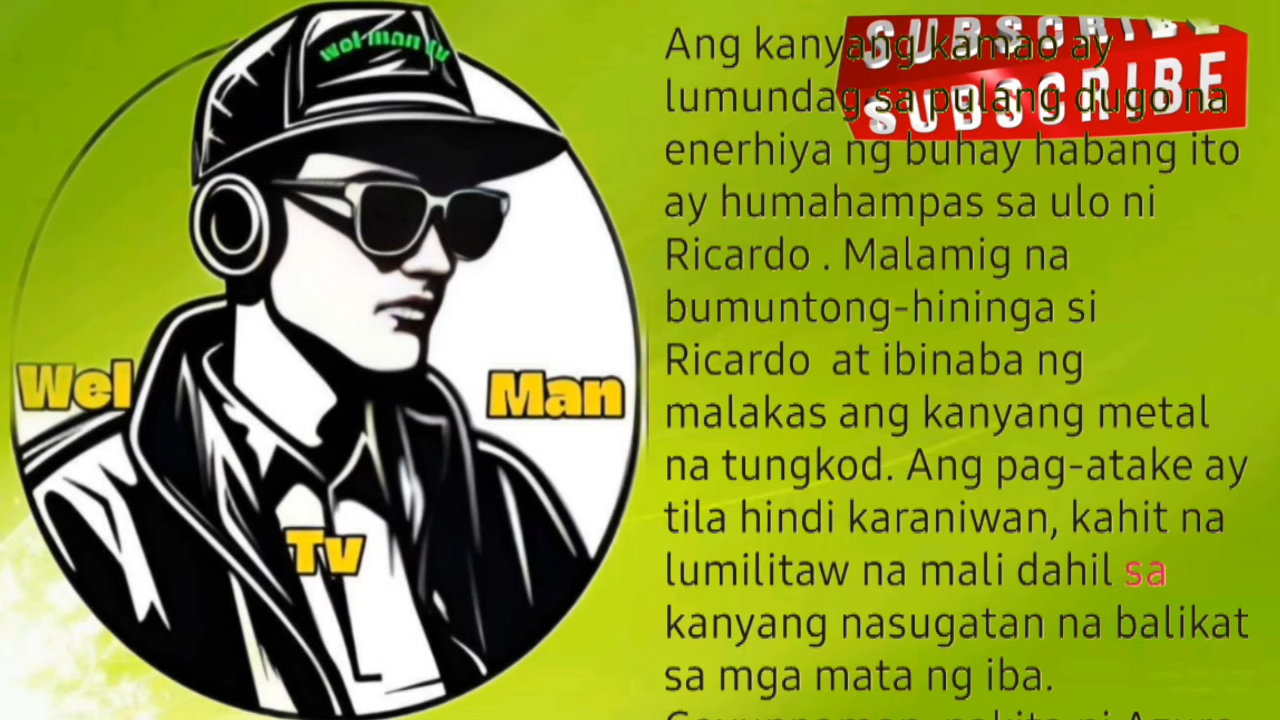 wel man tv
Wel
Man
Tv
SUBSCRIBE
SUBSCRIBE
Ang kanyang kamao ay
lumundag sa pulang dugo na
enerhiya ng buhay habang ito
ay humahampas sa ulo ni
Ricardo . Malamig na
bumuntong-hininga si
Ricardo at ibinaba ng
malakas ang kanyang metal
na tungkod. Ang pag-atake ay
tila hindi karaniwan, kahit na
lumilitaw na mali dahil sa
kanyang nasugatan na balikat
sa mga mata ng iba.